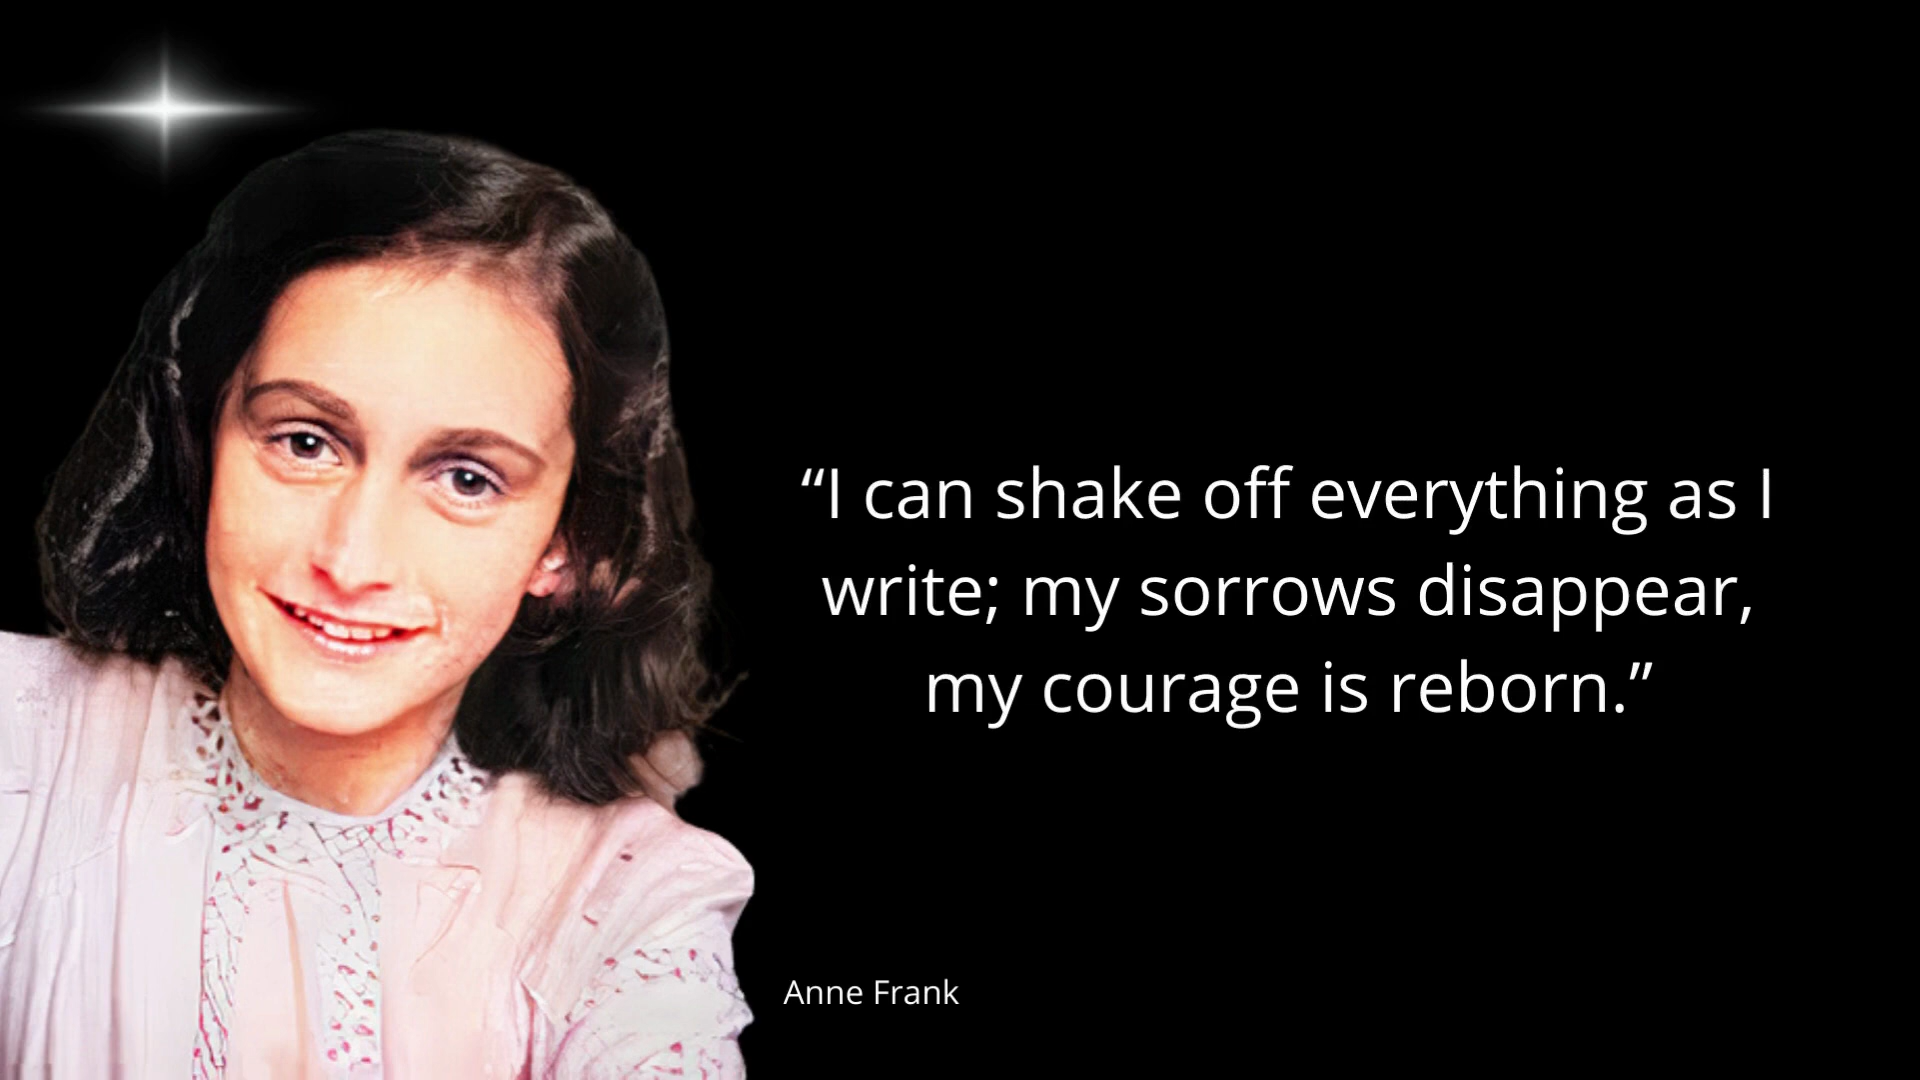 “I can shake off everything as I
write; my sorrows disappear,
my courage is reborn.”
Anne Frank